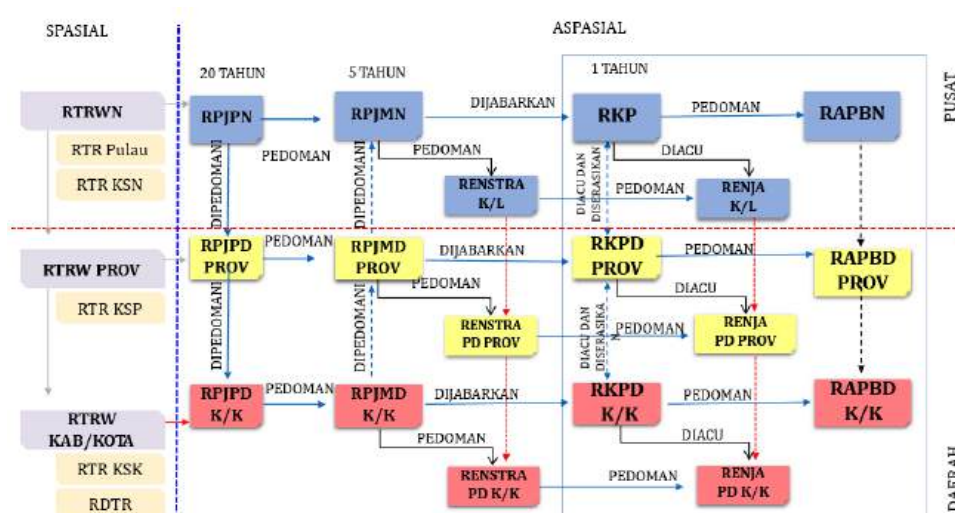 SPASIAL
ASPASIAL
20 TAHUN
5 TAHUN
1 TAHUN
PUSAT
RTRWN
RPJPN
RPJMN
DIJABARKAN
RKP
PEDOMAN
RAPBN
RTR Pulau
RTR KSN
DIPEDOMANI
PEDOMAN
DIPEDOMANI
PEDOMAN
RENSTRA
K/L
PEDOMAN
DIACU DAN
DISERASIKAN
DIACU
RENJA
K/L
RTRW PROV
RTR KSP
RPJPD
PROV
PEDOMAN
RPJMD
PROV
DIJABARKAN
RKPD
PROV
PEDOMAN
RAPBD
PROV
DIPEDOMANI
DIPEDOMANI
PEDOMAN
RENSTRA
PD PROV
PEDOMAN
DIACU DAN
DISERASIKA
N
DIACU
RENJA
PD PROV
RTRW
KAB/KOTA
RTR KSK
RDTR
RPJPD
K/K
PEDOMAN
RPJMD
K/K
DIJABARKAN
RKPD
K/K
PEDOMAN
RAPBD
K/K
PEDOMAN
RENSTRA
PD K/K
PEDOMAN
DIACU
RENJA
PD K/K
DAERAH